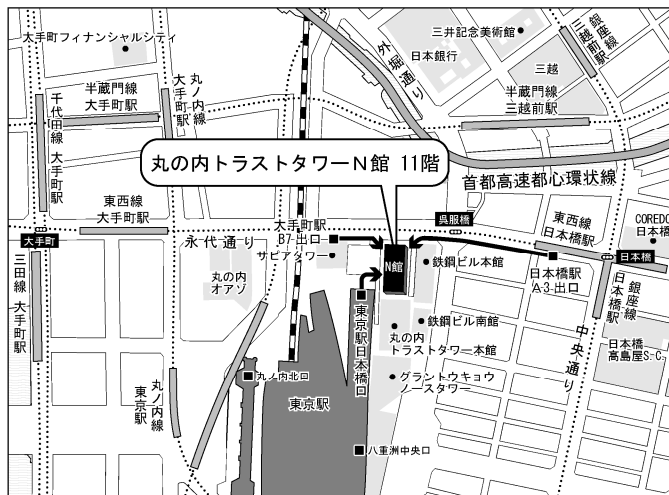 大手町フィナンシャルシティ
三井記念美術館
外堀通り
日本銀行
銀座線
三越前駅
三越
半蔵門線
大手町駅
丸ノ内線
大手町駅
千代田線 大手町駅
半蔵門線
三越前駅
丸の内トラストタワーN館 11階
首都高速都心環状線
東西線
大手町駅
大手町
永代通り
大手町駅
B7出口
サピアタワー
呉服橋
東西線
日本橋駅
COREDO
日本橋
日本橋
N館
鉄鋼ビル本館
日本橋駅
A-3出口
三田線 大手町駅
丸の内
オアゾ
東京駅日本橋口
鉄鋼ビル南館
丸の内
トラストタワー本館
銀座線
日本橋駅
中央通り
日本橋
高島屋S.C.
丸ノ内線
東京駅
丸ノ内北口
東京駅
グラントウキョウ
ノースタワー
八重洲中央口